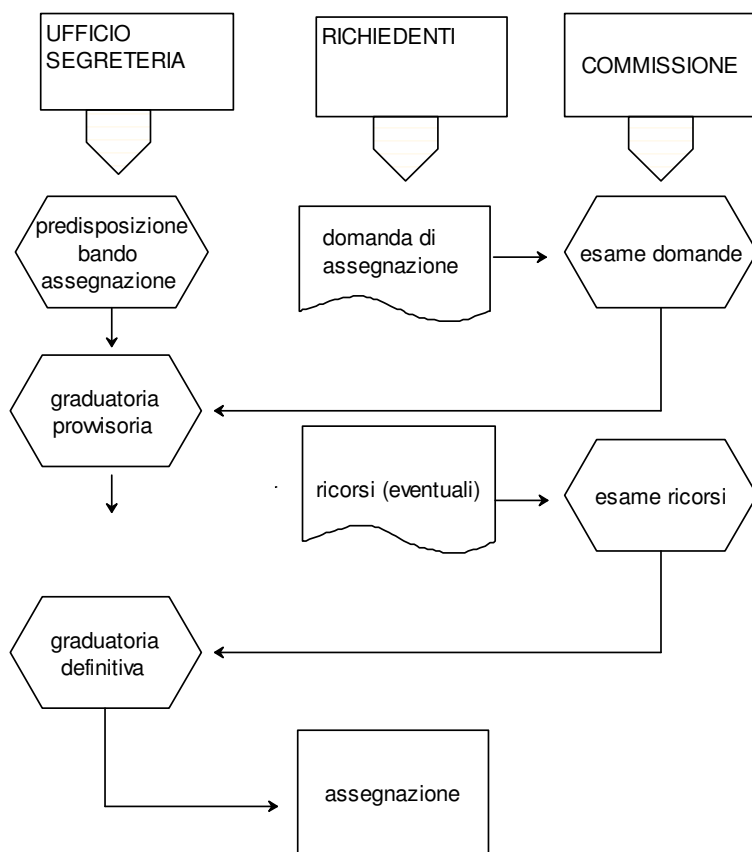 UFFICIO
SEGRETERIA
RICHIEDENTI
COMMISSIONE
predisposizione
bando
assegnazione
domanda di
assegnazione
esame domande
graduatoria
provvisoria
ricorsi (eventuali)
esame ricorsi
graduatoria
definitiva
assegnazione